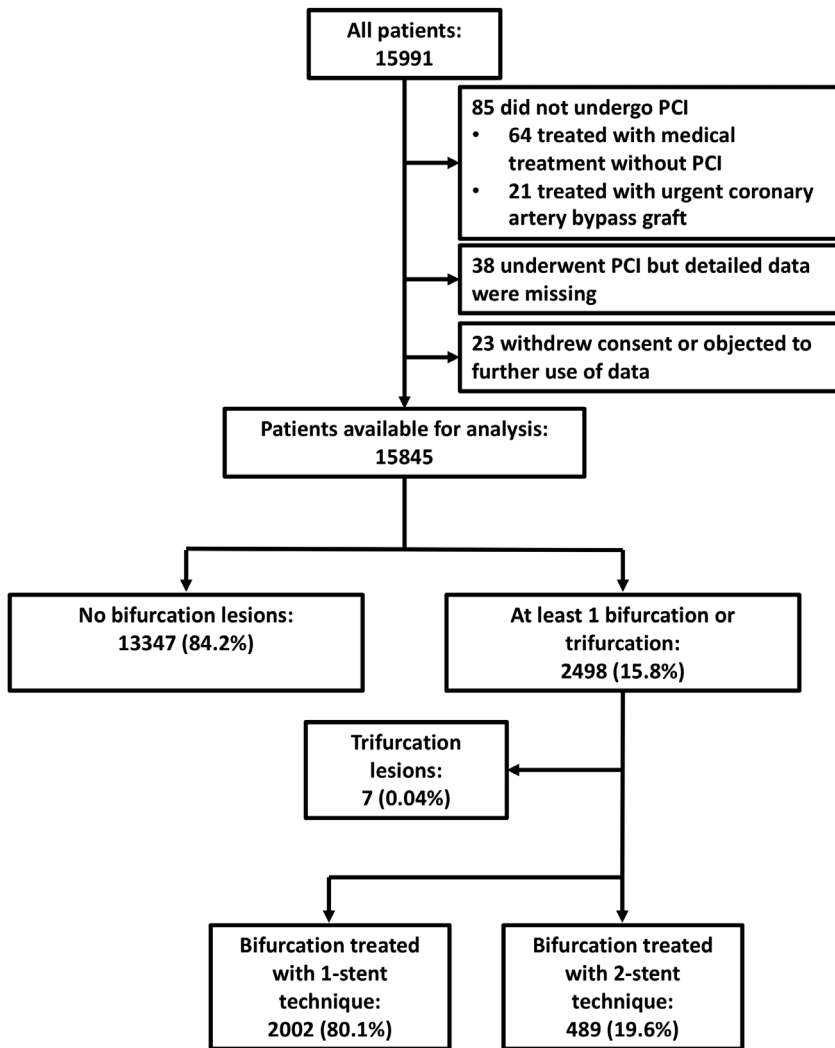 All patients:
15991
85 did not undergo PCI
• 64 treated with medical
treatment without PCI
• 21 treated with urgent coronary
artery bypass graft
38 underwent PCI but detailed data
were missing
23 withdrew consent or objected to
further use of data
Patients available for analysis:
15845
No bifurcation lesions:
13347 (84.2%)
At least 1 bifurcation or
trifurcation:
2498 (15.8%)
Trifurcation
lesions:
7 (0.04%)
Bifurcation treated
with 1-stent
technique:
2002 (80.1%)
Bifurcation treated
with 2-stent
technique:
489 (19.6%)